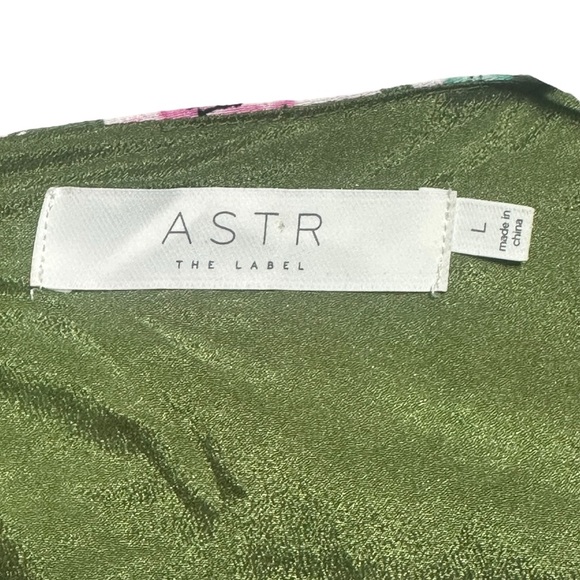 ASTR
THE LABEL
L
made in
china